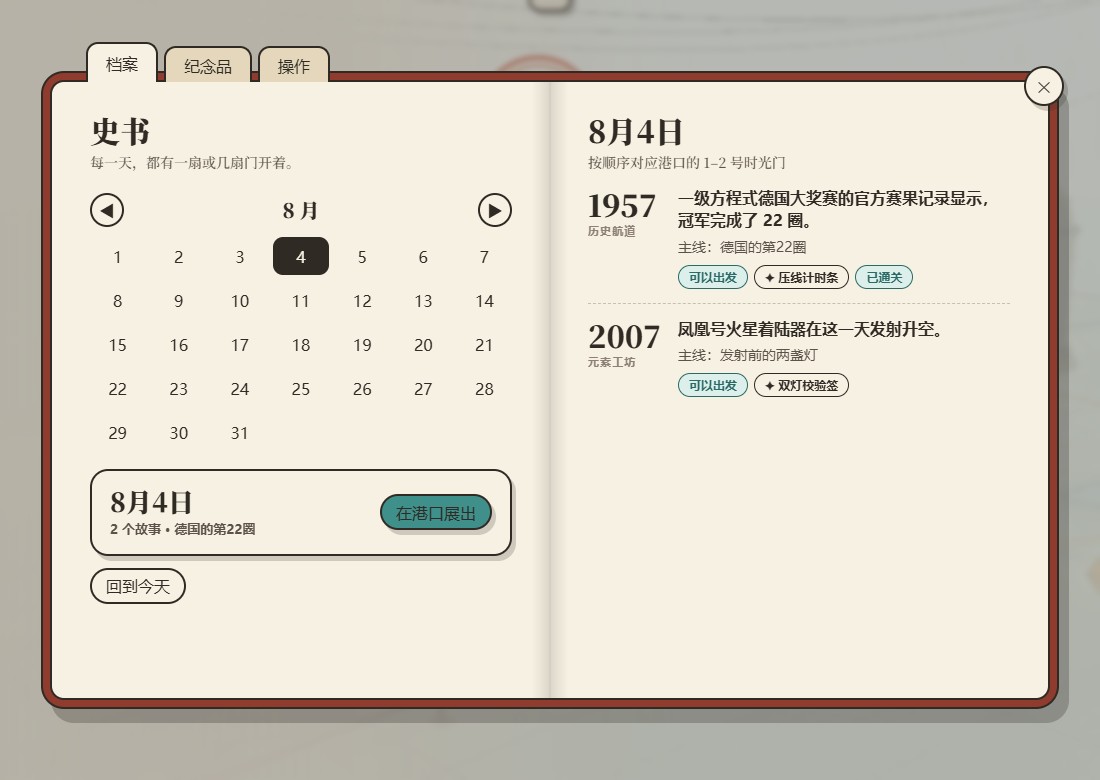 档案 纪念品 操作
史书
每一天，都有一扇或几扇门开着。
8 月
1 2 3 4 5 6 7
8 9 10 11 12 13 14
15 16 17 18 19 20 21
22 23 24 25 26 27 28
29 30 31
8月4日
2 个故事 • 德国的第22圈
在港口展出
回到今天
8月4日
按顺序对应港口的 1–2 号时光门
1957
历史航道
一级方程式德国大奖赛的官方赛果记录显示，
冠军完成了 22 圈。
主线：德国的第22圈
可以出发 ✦ 压线计时条 已通关
2007
元素工坊
凤凰号火星着陆器在这一天发射升空。
主线：发射前的两盏灯
可以出发 ✦ 双灯校验签